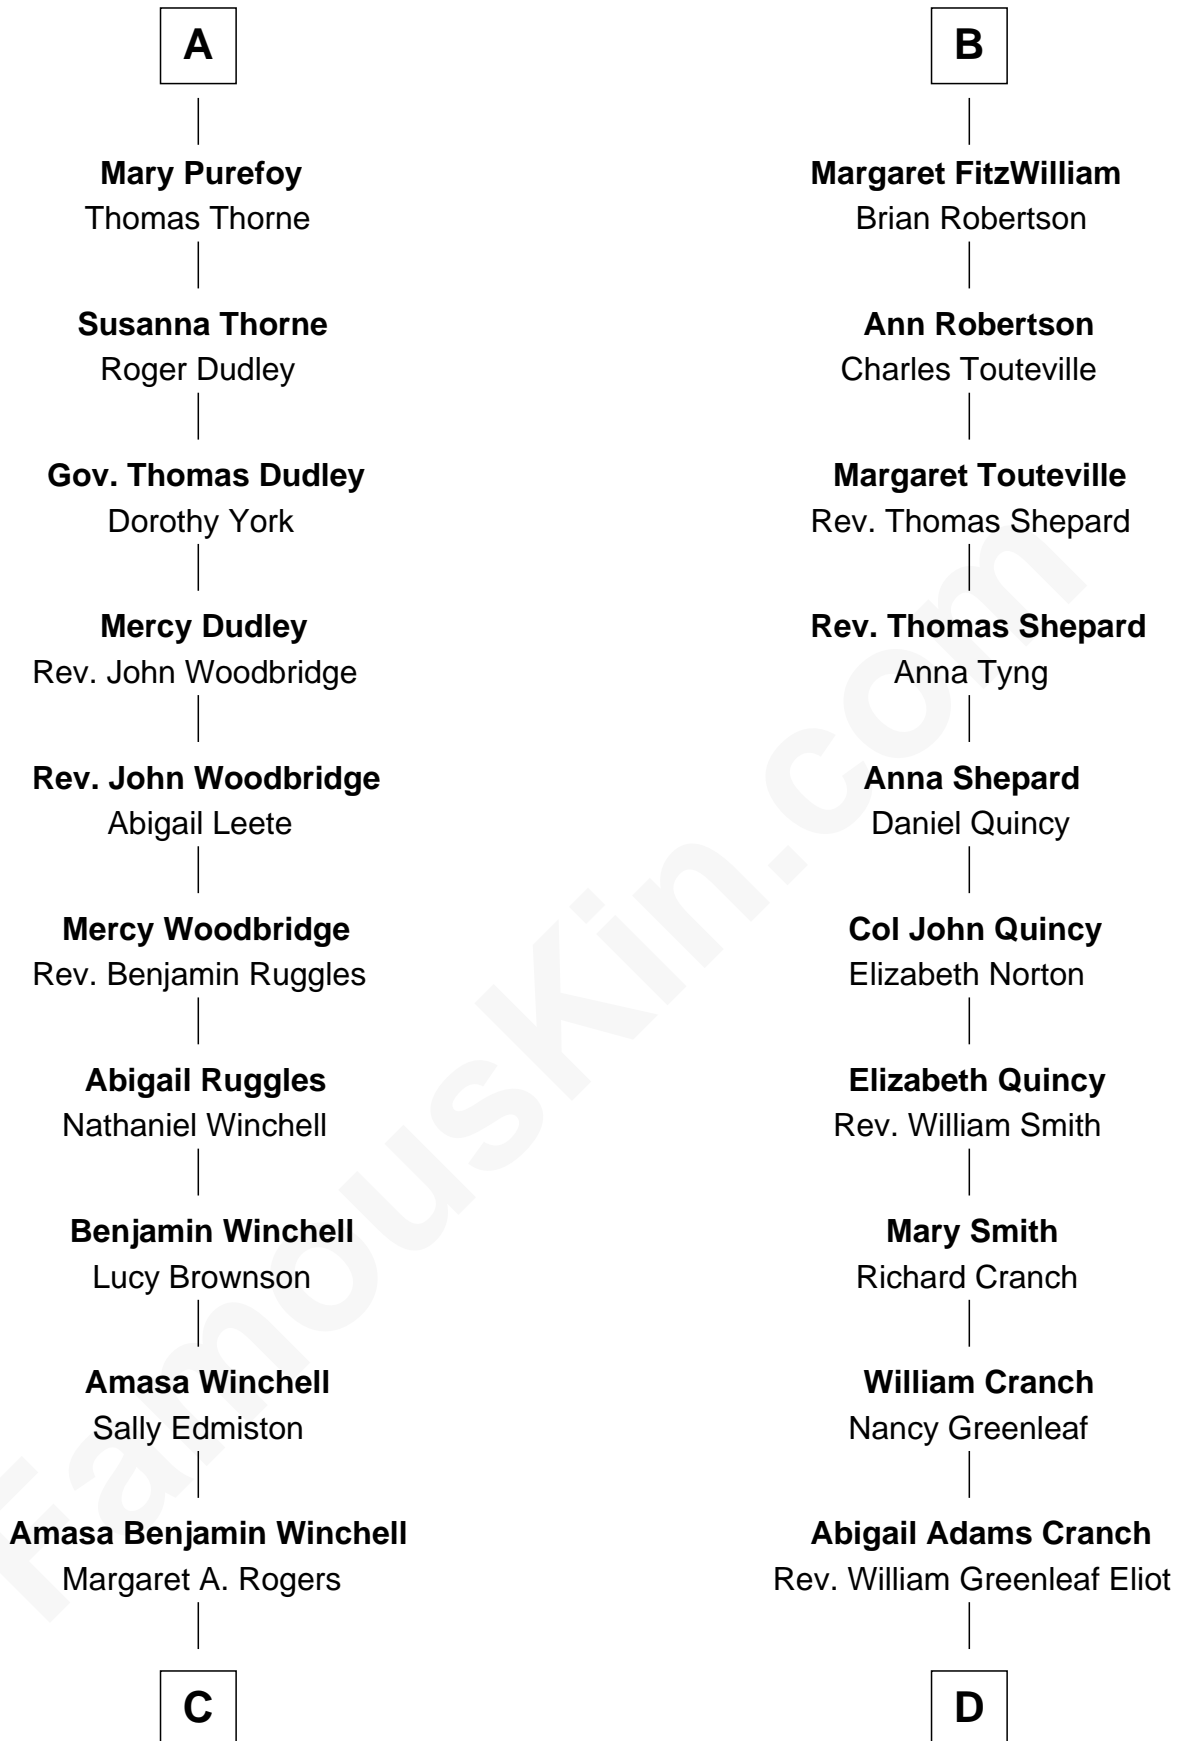 A
Mary Purefoy
Thomas Thorne
Susanna Thorne
Roger Dudley
Gov. Thomas Dudley
Dorothy York
Mercy Dudley
Rev. John Woodbridge
Rev. John Woodbridge
Abigail Leete
Mercy Woodbridge
Rev. Benjamin Ruggles
Abigail Ruggles
Nathaniel Winchell
Benjamin Winchell
Lucy Brownson
Amasa Winchell
Sally Edmiston
Amasa Benjamin Winchell
Margaret A. Rogers
C
B
Margaret FitzWilliam
Brian Robertson
Ann Robertson
Charles Touteville
Margaret Touteville
Rev. Thomas Shepard
Rev. Thomas Shepard
Anna Tyng
Anna Shepard
Daniel Quincy
Col John Quincy
Elizabeth Norton
Elizabeth Quincy
Rev. William Smith
Mary Smith
Richard Cranch
William Cranch
Nancy Greenleaf
Abigail Adams Cranch
Rev. William Greenleaf Eliot
D
FamousKin.com